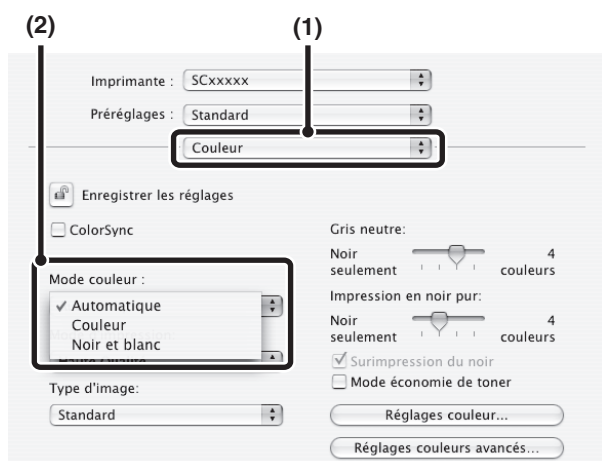 (2)
(1)
Imprimante : SCxxxxx
Préréglages : Standard
Couleur
Enregistrer les réglages
ColorSync
Mode couleur :
✓ Automatique
Couleur
Noir et blanc
Type d'image:
Standard
Gris neutre:
Noir seulement
4 couleurs
Impression en noir pur:
Noir seulement
4 couleurs
Surimpression du noir
Mode économie de toner
Réglages couleur...
Réglages couleurs avancés...